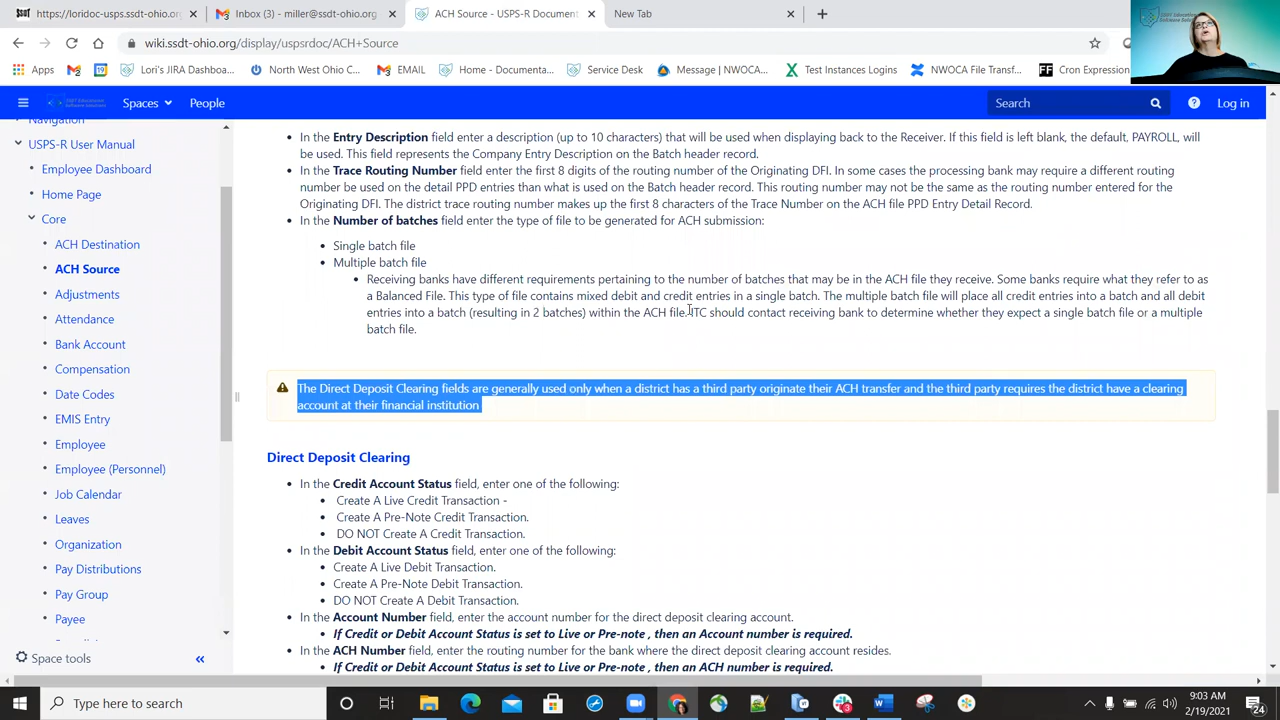 https://loridoc-ssdt-ohio.org/usp
Inbox (3) - miller@ssdt-ohio.org
ACH Source - USPS-R Document
New Tab
wiki.ssdt-ohio.org/display/uspsrdoc/ACH+Source
Apps
Lori's JIRA Dashboa...
North West Ohio C...
EMAIL
Home - Documenta...
Service Desk
Message | NWOCA...
Test Instances Logins
NWOCA File Transf...
Cron Expression
Spaces
People
Search
Log in
Navigation
USPS-R User Manual
Employee Dashboard
Home Page
Core
ACH Destination
ACH Source
Adjustments
Attendance
Bank Account
Compensation
Date Codes
EMIS Entry
Employee
Employee (Personnel)
Job Calendar
Leaves
Organization
Pay Distributions
Pay Group
Payee
Space tools
In the Entry Description field enter a description (up to 10 characters) that will be used when displaying back to the Receiver. If this field is left blank, the default, PAYROLL, will
be used. This field represents the Company Entry Description on the Batch header record.
In the Trace Routing Number field enter the first 8 digits of the routing number of the Originating DFI. In some cases the processing bank may require a different routing
number be used on the detail PPD entries than what is used on the Batch header record. This routing number may not be the same as the routing number entered for the
Originating DFI. The district trace routing number makes up the first 8 characters of the Trace Number on the ACH file PPD Entry Detail Record.
In the Number of batches field enter the type of file to be generated for ACH submission:
Single batch file
Multiple batch file
Receiving banks have different requirements pertaining to the number of batches that may be in the ACH file they receive. Some banks require what they refer to as
a Balanced File. This type of file contains mixed debit and credit entries in a single batch. The multiple batch file will place all credit entries into a batch and all debit
entries into a batch (resulting in 2 batches) within the ACH file. ITC should contact receiving bank to determine whether they expect a single batch file or a multiple
batch file.
The Direct Deposit Clearing fields are generally used only when a district has a third party originate their ACH transfer and the third party requires the district have a clearing
account at their financial institution
Direct Deposit Clearing
In the Credit Account Status field, enter one of the following:
Create A Live Credit Transaction -
Create A Pre-Note Credit Transaction.
DO NOT Create A Credit Transaction.
In the Debit Account Status field, enter one of the following:
Create A Live Debit Transaction.
Create A Pre-Note Debit Transaction.
DO NOT Create A Debit Transaction.
In the Account Number field, enter the account number for the direct deposit clearing account.
If Credit or Debit Account Status is set to Live or Pre-note , then an Account number is required.
In the ACH Number field, enter the routing number for the bank where the direct deposit clearing account resides.
If Credit or Debit Account Status is set to Live or Pre-note , then an ACH number is required.
Type here to search
9:03 AM
2/19/2021
24